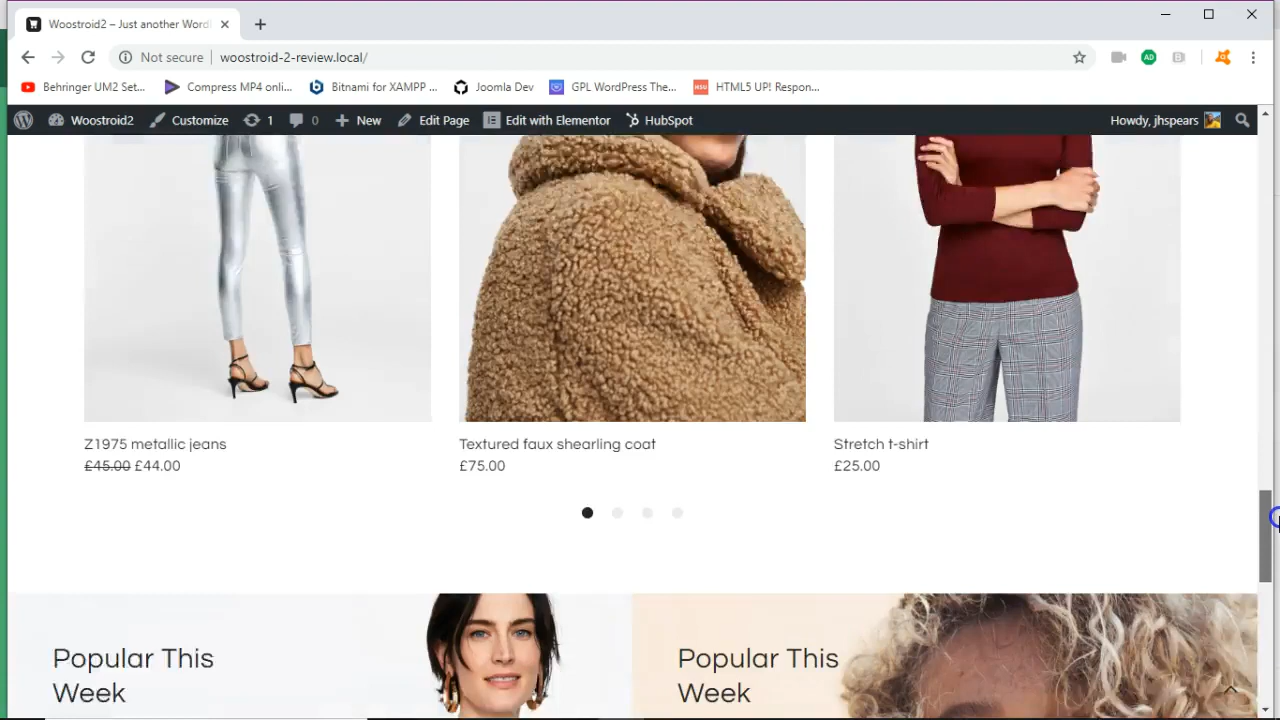 Woostroid2 – Just another Word
Not secure
woostroid-2-review.local/
Behringer UM2 Set...
Compress MP4 onli...
Bitnami for XAMPP ...
Joomla Dev
GPL WordPress The...
HTML5 UP! Respon...
Woostroid2
Customize
1
0
New
Edit Page
Edit with Elementor
HubSpot
Howdy, jhspears
Z1975 metallic jeans
£45.00 £44.00
Textured faux shearling coat
£75.00
Stretch t-shirt
£25.00
Popular This
Week
Popular This
Week